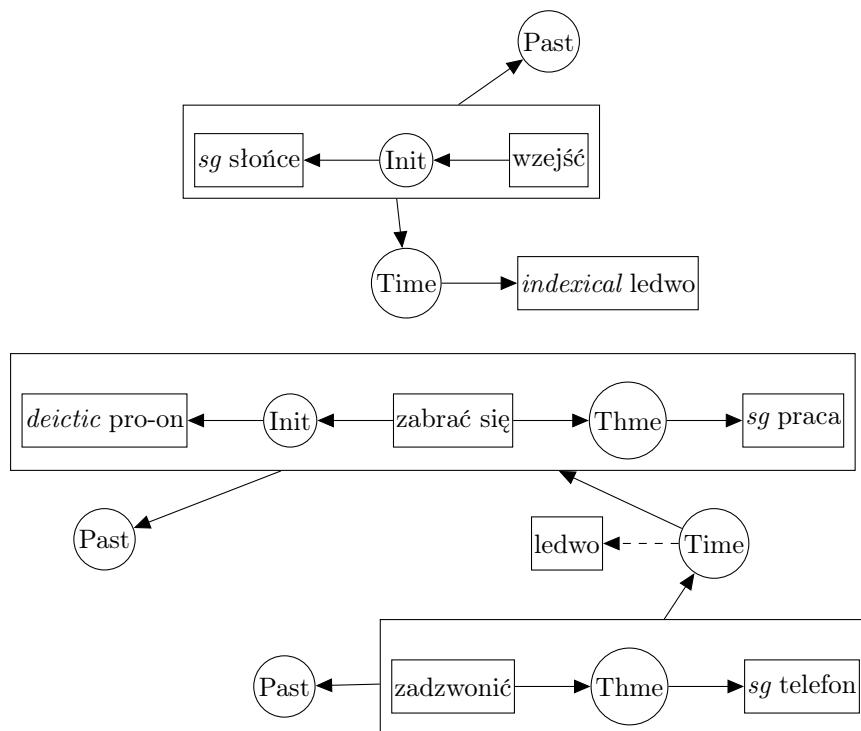 Past
sg słońce Init wzejść
Time indexical ledwo
deictic pro-on Init zabrać się Thme sg praca
Past ledwo Time
Past zadzwonić Thme sg telefon